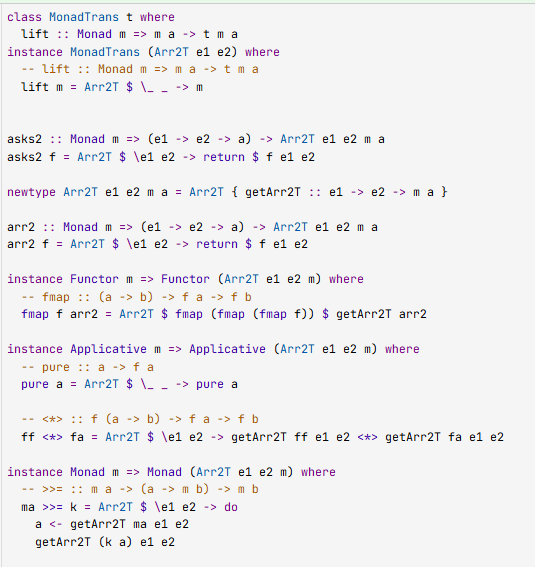 class MonadTrans t where
  lift :: Monad m => m a -> t m a
instance MonadTrans (Arr2T e1 e2) where
  -- lift :: Monad m => m a -> t m a
  lift m = Arr2T $ \_ _ -> m
asks2 :: Monad m => (e1 -> e2 -> a) -> Arr2T e1 e2 m a
asks2 f = Arr2T $ \e1 e2 -> return $ f e1 e2
newtype Arr2T e1 e2 m a = Arr2T { getArr2T :: e1 -> e2 -> m a }
arr2 :: Monad m => (e1 -> e2 -> a) -> Arr2T e1 e2 m a
arr2 f = Arr2T $ \e1 e2 -> return $ f e1 e2
instance Functor m => Functor (Arr2T e1 e2 m) where
  -- fmap :: (a -> b) -> f a -> f b
  fmap f arr2 = Arr2T $ fmap (fmap (fmap f)) $ getArr2T arr2
instance Applicative m => Applicative (Arr2T e1 e2 m) where
  -- pure :: a -> f a
  pure a = Arr2T $ \_ _ -> pure a
  -- <*> :: f (a -> b) -> f a -> f b
  ff <*> fa = Arr2T $ \e1 e2 -> getArr2T ff e1 e2 <*> getArr2T fa e1 e2
instance Monad m => Monad (Arr2T e1 e2 m) where
  -- >>= :: m a -> (a -> m b) -> m b
  ma >>= k = Arr2T $ \e1 e2 -> do
    a <- getArr2T ma e1 e2
    getArr2T (k a) e1 e2